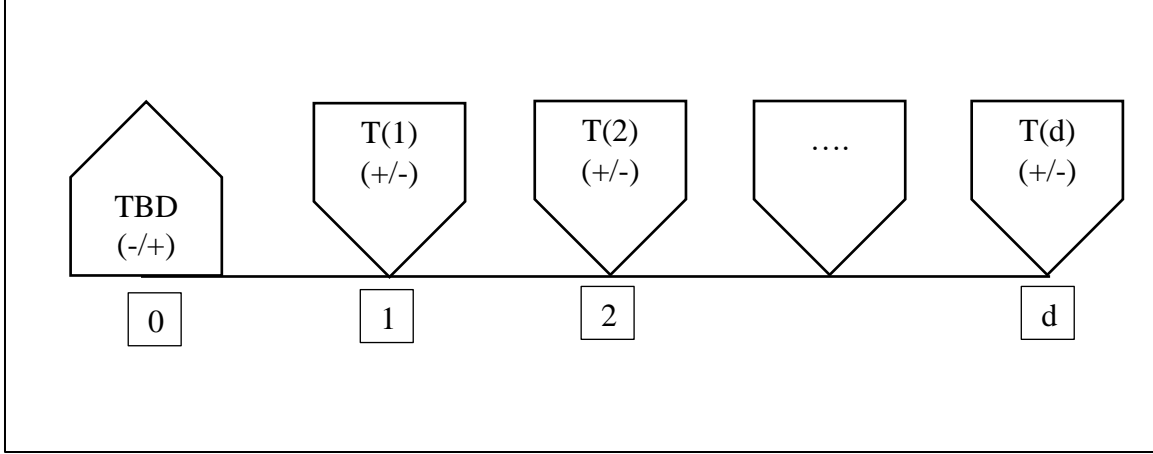 TBD
(-/+)
T(1)
(+/-)
T(2)
(+/-)
....
T(d)
(+/-)
0
1
2
d